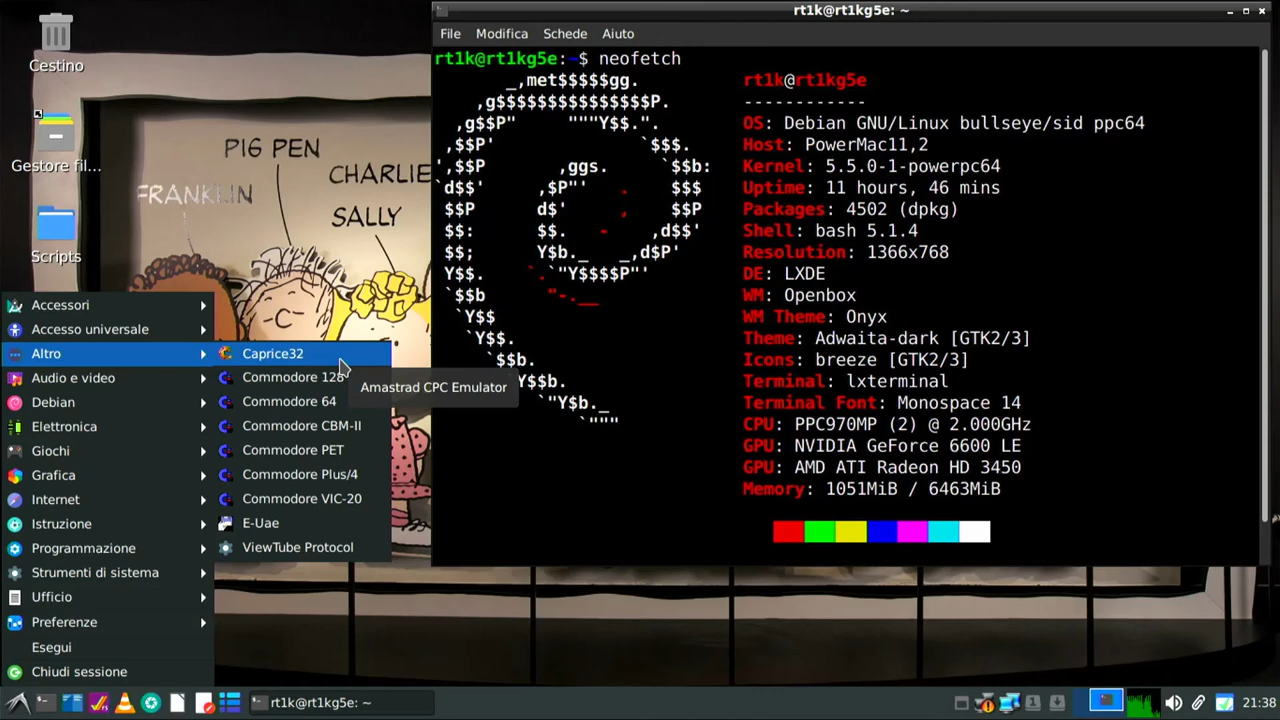 Cestino
Gestore fil...
Scripts
FRANKLIN
PIG PEN
CHARLIE
SALLY
Accessori
Accesso universale
Altro
Audio e video
Debian
Elettronica
Giochi
Grafica
Internet
Istruzione
Programmazione
Strumenti di sistema
Ufficio
Preferenze
Esegui
Chiudi sessione
Caprice32
Commodore 128
Commodore 64
Commodore CBM-II
Commodore PET
Commodore Plus/4
Commodore VIC-20
E-Uae
ViewTube Protocol
Amastrad CPC Emulator
rt1k@rt1kg5e: ~
File Modifica Schede Aiuto
rt1k@rt1kg5e:~$ neofetch
_,met$$$$$gg.
,g$$$$$$$$$$$$$$$P.
,g$$P"     """Y$$.".
,$$P'              `$$$.
',$$P       ,ggs.     `$$b:
`d$$'     ,$P"'   .    $$$
$$P      d$'     ,    $$P
$$:      $$.   -    ,d$$'
$$;      Y$b._   _,d$P'
Y$$.    `.`"Y$$$$P"'
`$$b      "-.__
`Y$$
`Y$$.
`$$b.
Y$$b.
`"Y$b._
`"""
rt1k@rt1kg5e
------------
OS: Debian GNU/Linux bullseye/sid ppc64
Host: PowerMac11,2
Kernel: 5.5.0-1-powerpc64
Uptime: 11 hours, 46 mins
Packages: 4502 (dpkg)
Shell: bash 5.1.4
Resolution: 1366x768
DE: LXDE
WM: Openbox
WM Theme: Onyx
Theme: Adwaita-dark [GTK2/3]
Icons: breeze [GTK2/3]
Terminal: lxterminal
Terminal Font: Monospace 14
CPU: PPC970MP (2) @ 2.000GHz
GPU: NVIDIA GeForce 6600 LE
GPU: AMD ATI Radeon HD 3450
Memory: 1051MiB / 6463MiB
rt1k@rt1kg5e: ~
1
21:38